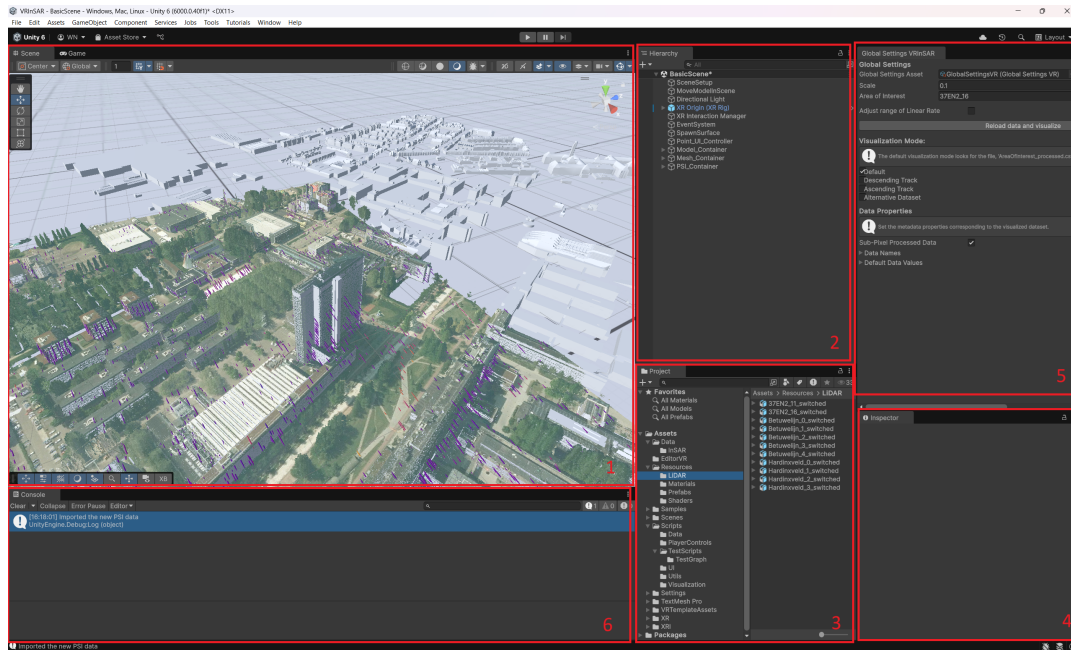 VRInSAR - BasicScene - Windows, Mac, Linux - Unity 6 (6000.0.40f1)* <DX11>
File Edit Assets GameObject Component Services Jobs Tools Tutorials Window Help
Unity 6 WN Asset Store Layout
Scene Game
Center Global 1 2D
1
XB
Hierarchy
All
BasicScene*
SceneSetup
MoveModelInScene
Directional Light
XR Origin (XR Rig)
XR Interaction Manager
EventSystem
SpawnSurface
Point_UI_Controller
Model_Container
Mesh_Container
PSI_Container
2
Project
33
Favorites
All Materials
All Models
All Prefabs
Assets
Data
InSAR
EditorVR
Resources
LiDAR
Materials
Prefabs
Shaders
Samples
Scenes
Scripts
Data
PlayerControls
TestScripts
TestGraph
UI
Utils
Visualization
Settings
TextMesh Pro
VRTemplateAssets
XR
XRI
Packages
Assets > Resources > LiDAR
37EN2_11_switched
37EN2_16_switched
Betuwelijn_0_switched
Betuwelijn_1_switched
Betuwelijn_2_switched
Betuwelijn_3_switched
Betuwelijn_4_switched
Hardinxveld_0_switched
Hardinxveld_1_switched
Hardinxveld_2_switched
Hardinxveld_3_switched
3
Global Settings VRInSAR
Global Settings
Global Settings Asset GlobalSettingsVR (Global Settings VR)
Scale 0.1
Area of Interest 37EN2_16
Adjust range of Linear Rate
Reload data and visualize
Visualization Mode:
The default visualization mode looks for the file, 'AreaOfInterest_processed.cs
Default
Descending Track
Ascending Track
Alternative Dataset
Data Properties
Set the metadata properties corresponding to the visualized dataset.
Sub-Pixel Processed Data
Data Names
Default Data Values
5
Inspector
4
Console
Clear Collapse Error Pause Editor 1 0
[16:18:01] Imported the new PSI data
UnityEngine.Debug:Log (object)
6
Imported the new PSI data